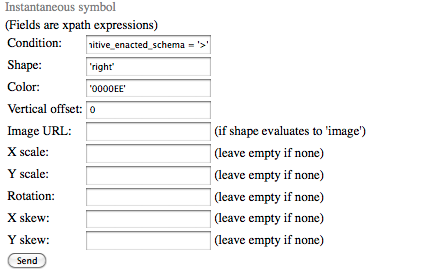 Instantaneous symbol
(Fields are xpath expressions)
Condition: nitive_enacted_schema = '>'
Shape: 'right'
Color: '0000EE'
Vertical offset: 0
Image URL: (if shape evaluates to 'image')
X scale: (leave empty if none)
Y scale: (leave empty if none)
Rotation: (leave empty if none)
X skew: (leave empty if none)
Y skew: (leave empty if none)
Send